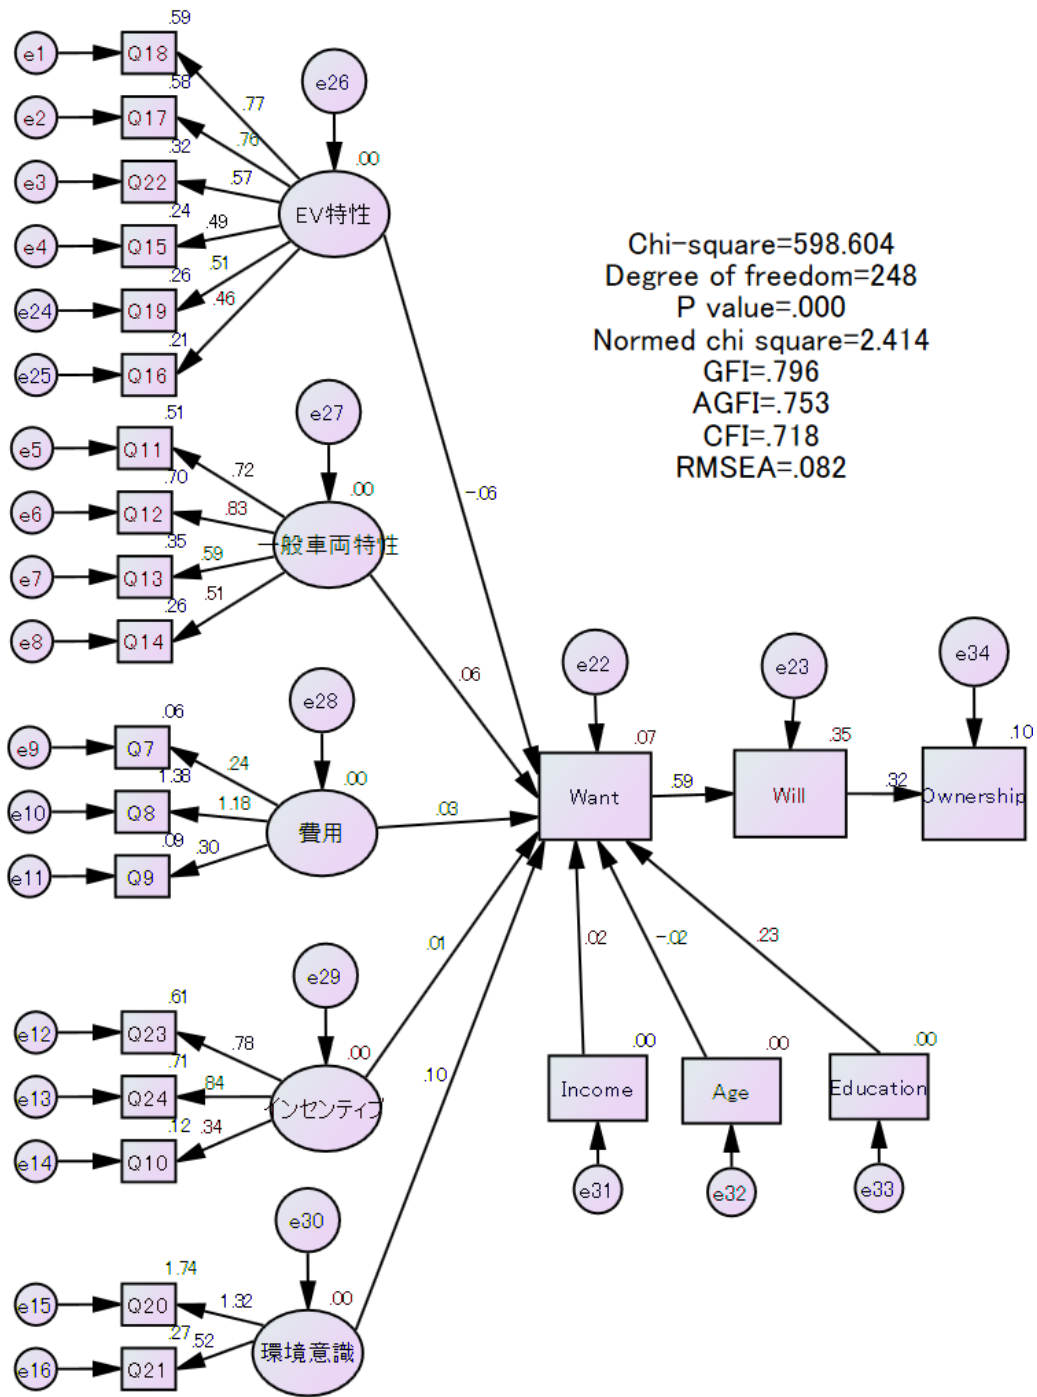 .59
e1
Q18
e26
.77
.58
e2
Q17
.76
.00
.32
e3
Q22
.57
EV特性
.24
e4
Q15
.49
.26
.51
e24
Q19
.46
.21
e25
Q16
Chi-square=598.604
Degree of freedom=248
P value=.000
Normed chi square=2.414
GFI=.796
AGFI=.753
CFI=.718
RMSEA=.082
-.06
.51
e27
e5
Q11
.72
.70
.00
e6
Q12
.83
一般車両特性
.35
e7
Q13
.59
.26
.51
e8
Q14
.06
e28
.06
e9
Q7
.24
.00
1.38
e10
Q8
1.18
費用
.03
.09
.30
e11
Q9
e22
.07
Want
.59
e23
.35
Will
.32
e34
.10
Ownership
.02
-.02
.23
.00
Income
e31
.00
Age
e32
.00
Education
e33
.01
e29
.61
e12
Q23
.78
.00
.71
e13
Q24
.84
インセンティブ
.12
.34
e14
Q10
.10
e30
1.74
e15
Q20
1.32
.00
.27
.52
環境意識
e16
Q21